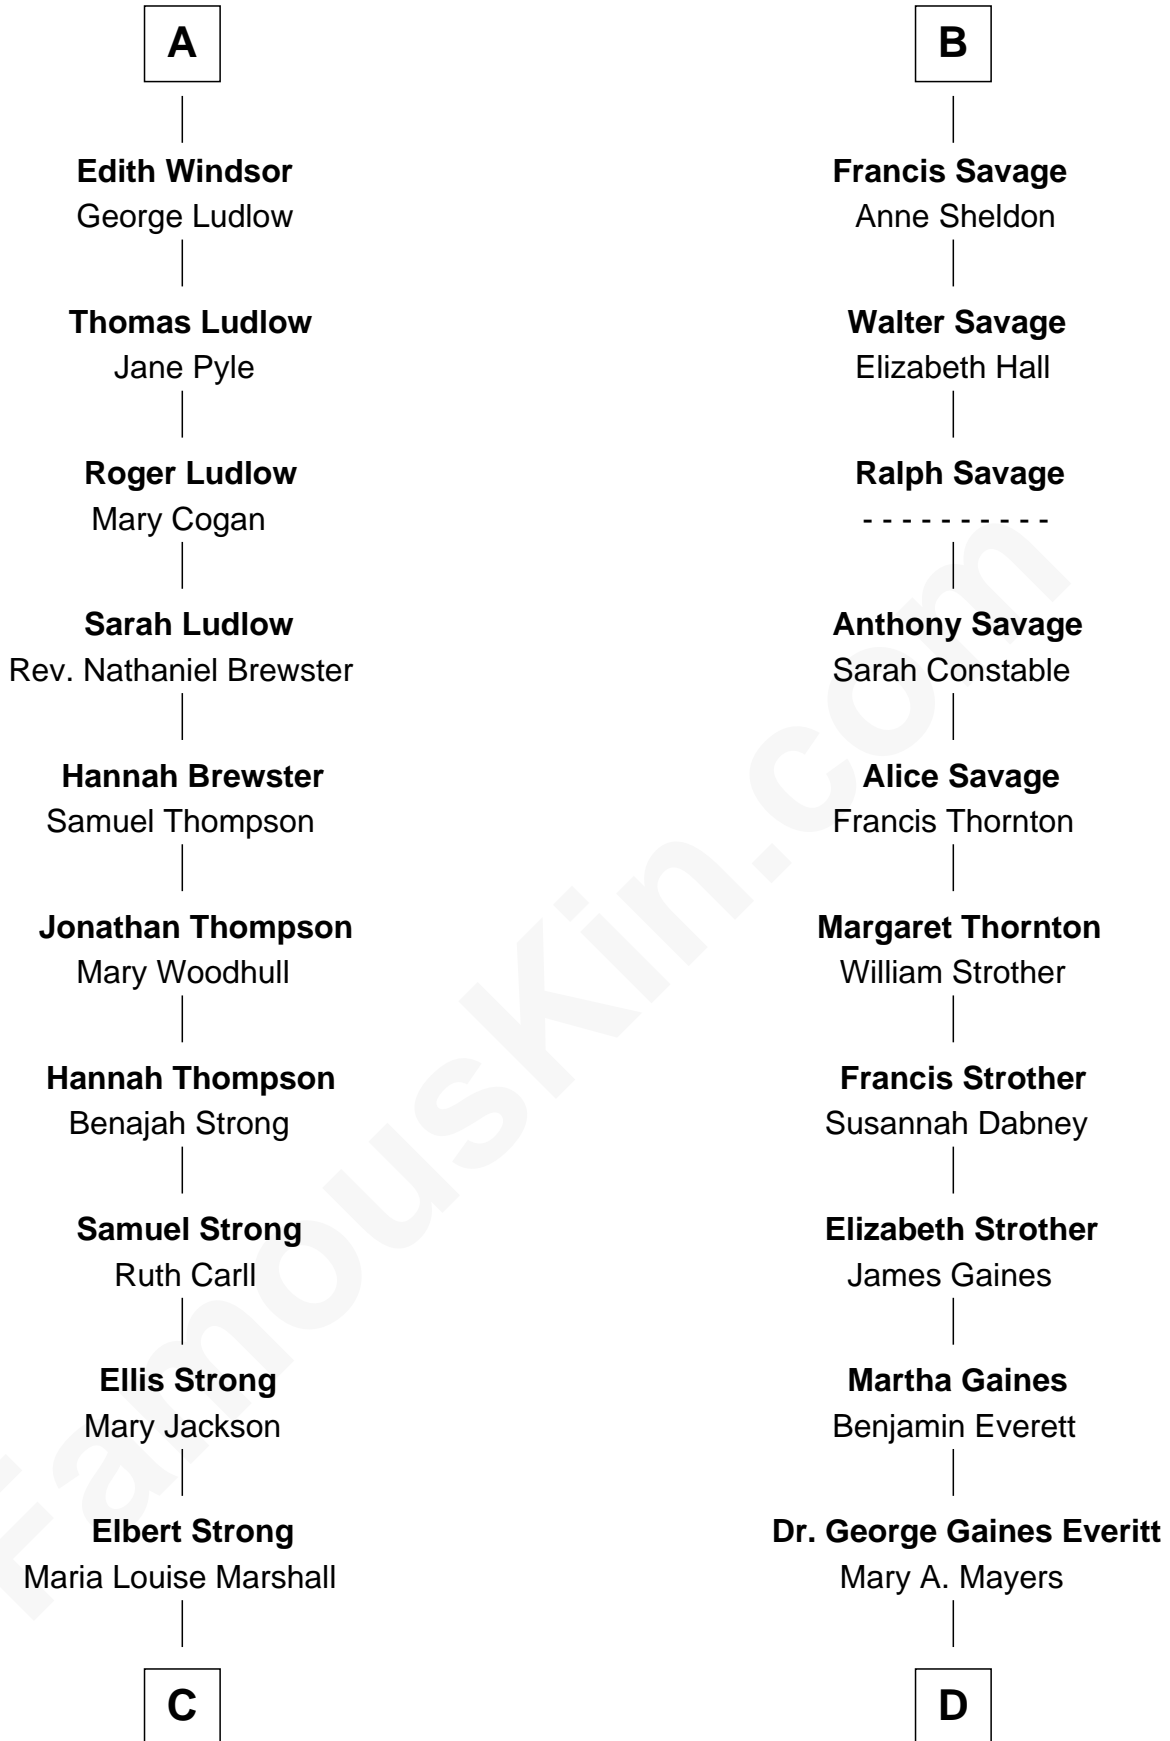 A
Edith Windsor
George Ludlow
Thomas Ludlow
Jane Pyle
Roger Ludlow
Mary Cogan
Sarah Ludlow
Rev. Nathaniel Brewster
Hannah Brewster
Samuel Thompson
Jonathan Thompson
Mary Woodhull
Hannah Thompson
Benajah Strong
Samuel Strong
Ruth Carll
Ellis Strong
Mary Jackson
Elbert Strong
Maria Louise Marshall
C
B
Francis Savage
Anne Sheldon
Walter Savage
Elizabeth Hall
Ralph Savage
- - - - - - - - - -
Anthony Savage
Sarah Constable
Alice Savage
Francis Thornton
Margaret Thornton
William Strother
Francis Strother
Susannah Dabney
Elizabeth Strother
James Gaines
Martha Gaines
Benjamin Everett
Dr. George Gaines Everitt
Mary A. Mayers
D
FamousKin.com